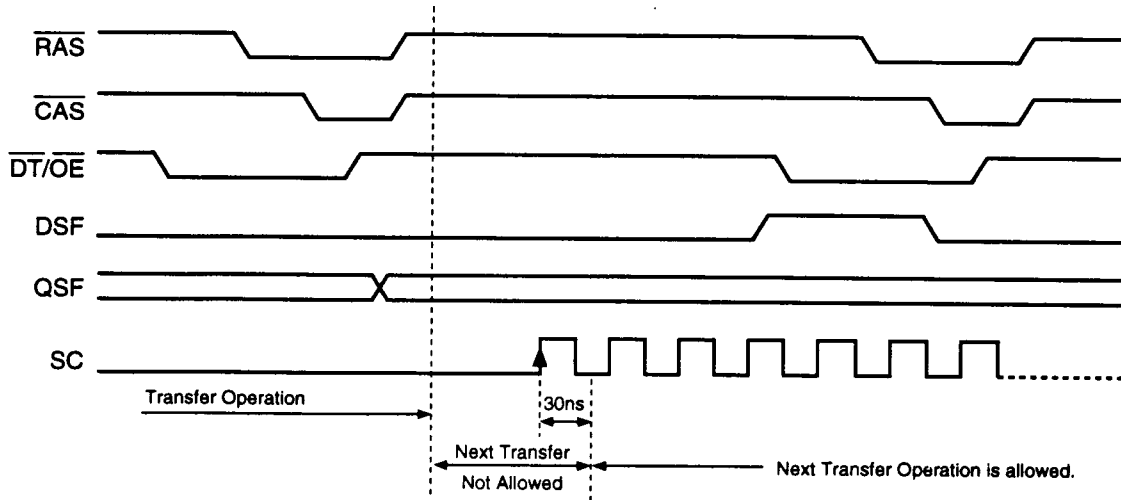 RAS
CAS
DT/OE
DSF
QSF
SC
Transfer Operation
30ns
Next Transfer
Not Allowed
Next Transfer Operation is allowed.